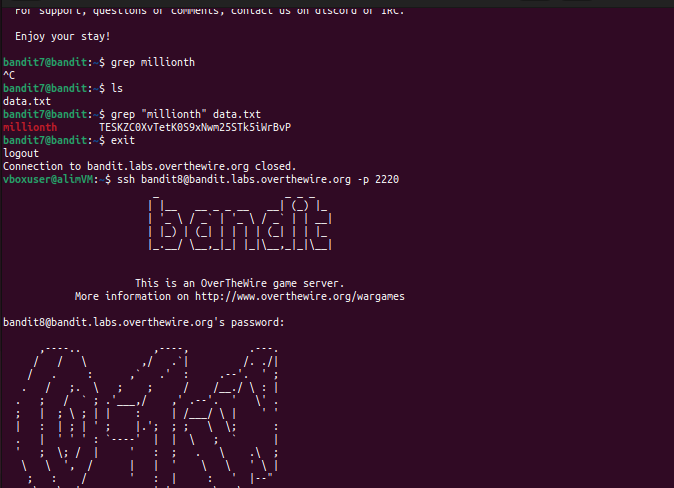 For support, questions or comments, contact us on discord or IRC.
Enjoy your stay!
bandit7@bandit:~$ grep millionth
^C
bandit7@bandit:~$ ls
data.txt
bandit7@bandit:~$ grep "millionth" data.txt
millionth TESKZC0XvTetK0S9xNwm25STk5iWrBvP
bandit7@bandit:~$ exit
logout
Connection to bandit.labs.overthewire.org closed.
vboxuser@alimVM:~$ ssh bandit8@bandit.labs.overthewire.org -p 2220
bandit
This is an OverTheWire game server.
More information on http://www.overthewire.org/wargames
bandit8@bandit.labs.overthewire.org's password: